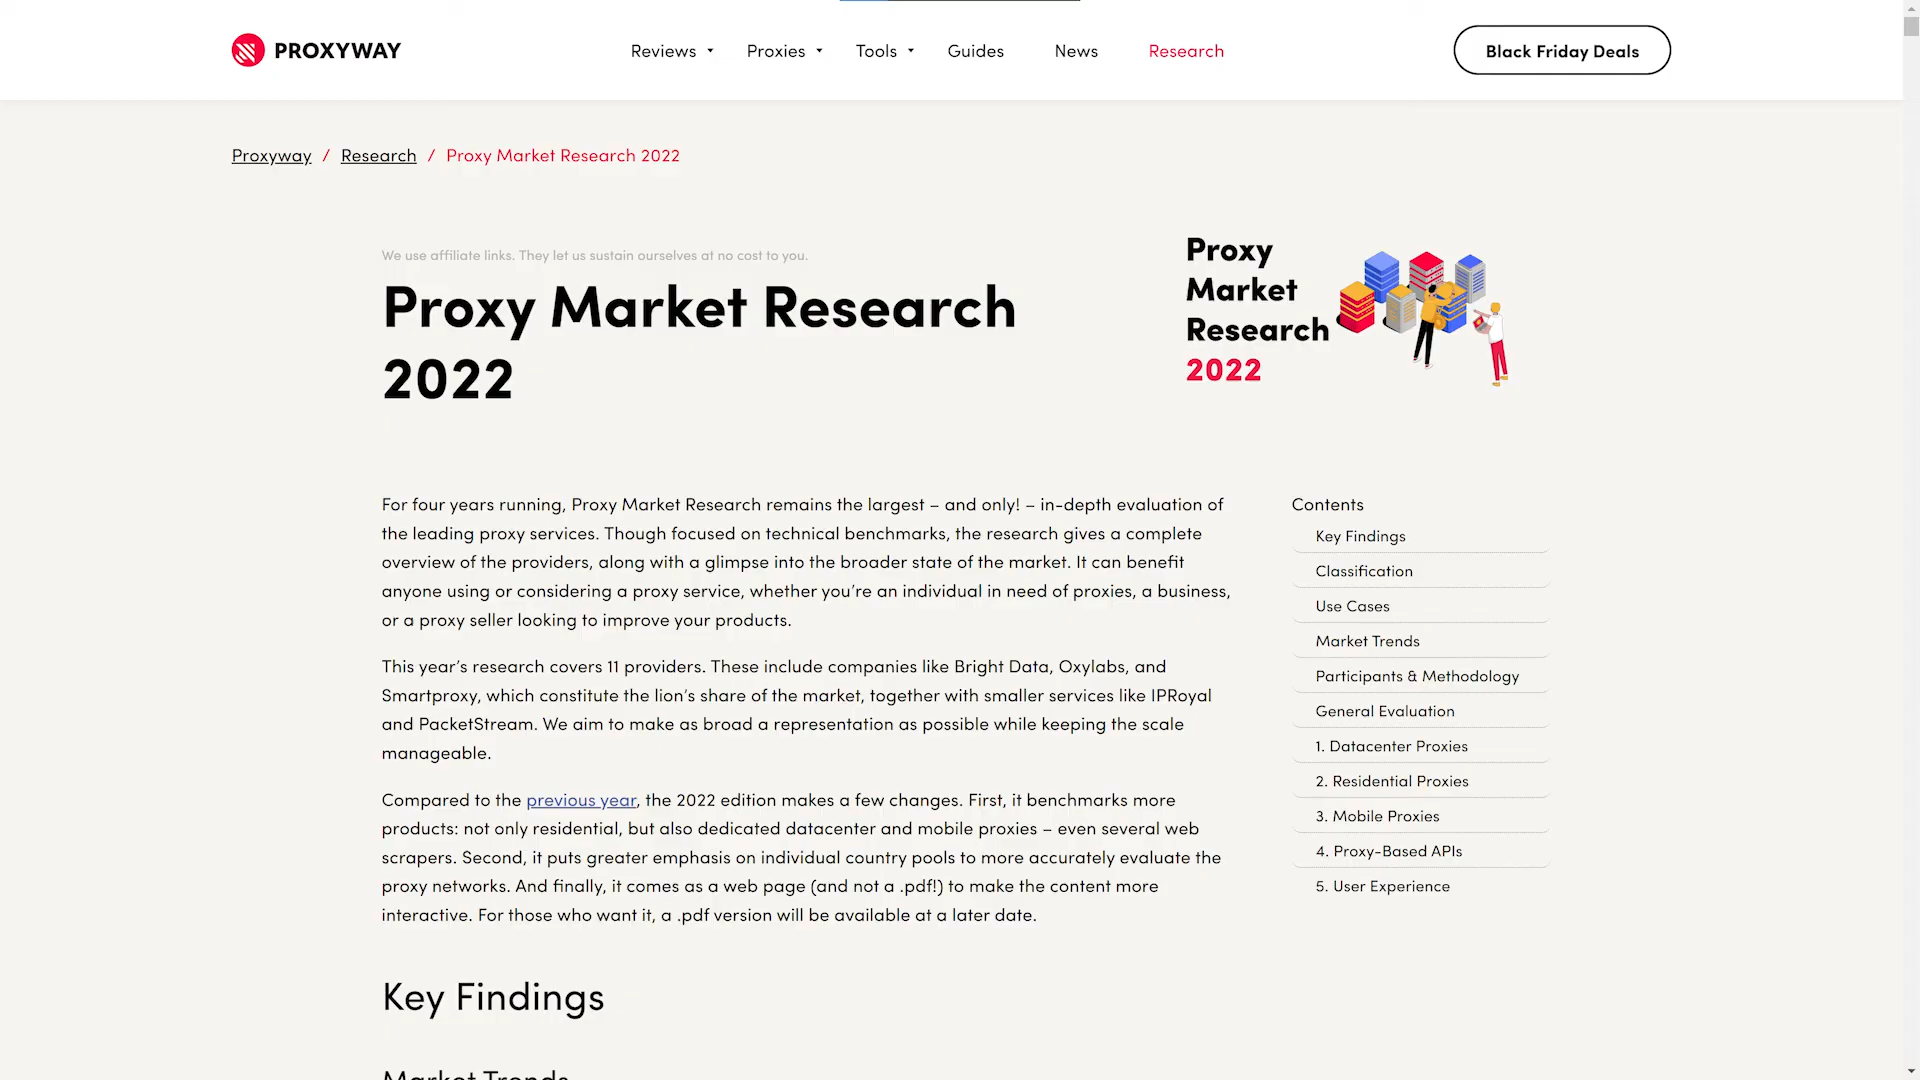 PROXYWAY
Reviews
Proxies
Tools
Guides
News
Research
Black Friday Deals
Proxyway / Research / Proxy Market Research 2022
We use affiliate links. They let us sustain ourselves at no cost to you.
Proxy Market Research
2022
Proxy
Market
Research
2022
For four years running, Proxy Market Research remains the largest – and only! – in-depth evaluation of
the leading proxy services. Though focused on technical benchmarks, the research gives a complete
overview of the providers, along with a glimpse into the broader state of the market. It can benefit
anyone using or considering a proxy service, whether you’re an individual in need of proxies, a business,
or a proxy seller looking to improve your products.
This year’s research covers 11 providers. These include companies like Bright Data, Oxylabs, and
Smartproxy, which constitute the lion’s share of the market, together with smaller services like IPRoyal
and PacketStream. We aim to make as broad a representation as possible while keeping the scale
manageable.
Compared to the previous year, the 2022 edition makes a few changes. First, it benchmarks more
products: not only residential, but also dedicated datacenter and mobile proxies – even several web
scrapers. Second, it puts greater emphasis on individual country pools to more accurately evaluate the
proxy networks. And finally, it comes as a web page (and not a .pdf!) to make the content more
interactive. For those who want it, a .pdf version will be available at a later date.
Contents
Key Findings
Classification
Use Cases
Market Trends
Participants & Methodology
General Evaluation
1. Datacenter Proxies
2. Residential Proxies
3. Mobile Proxies
4. Proxy-Based APIs
5. User Experience
Key Findings
Market Trends